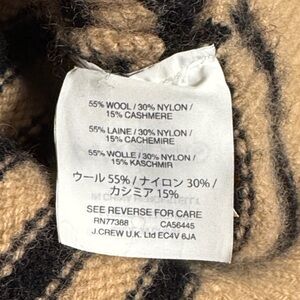 55% WOOL / 30% NYLON /
15% CASHMERE
55% LAINE / 30% NYLON /
15% CACHEMIRE
55% WOLLE / 30% NYLON /
15% KASCHMIR
ウール 55% / ナイロン 30% /
カシミア 15%
SEE REVERSE FOR CARE
RN77388 CA56445
J.CREW U.K. Ltd EC4V 6JA